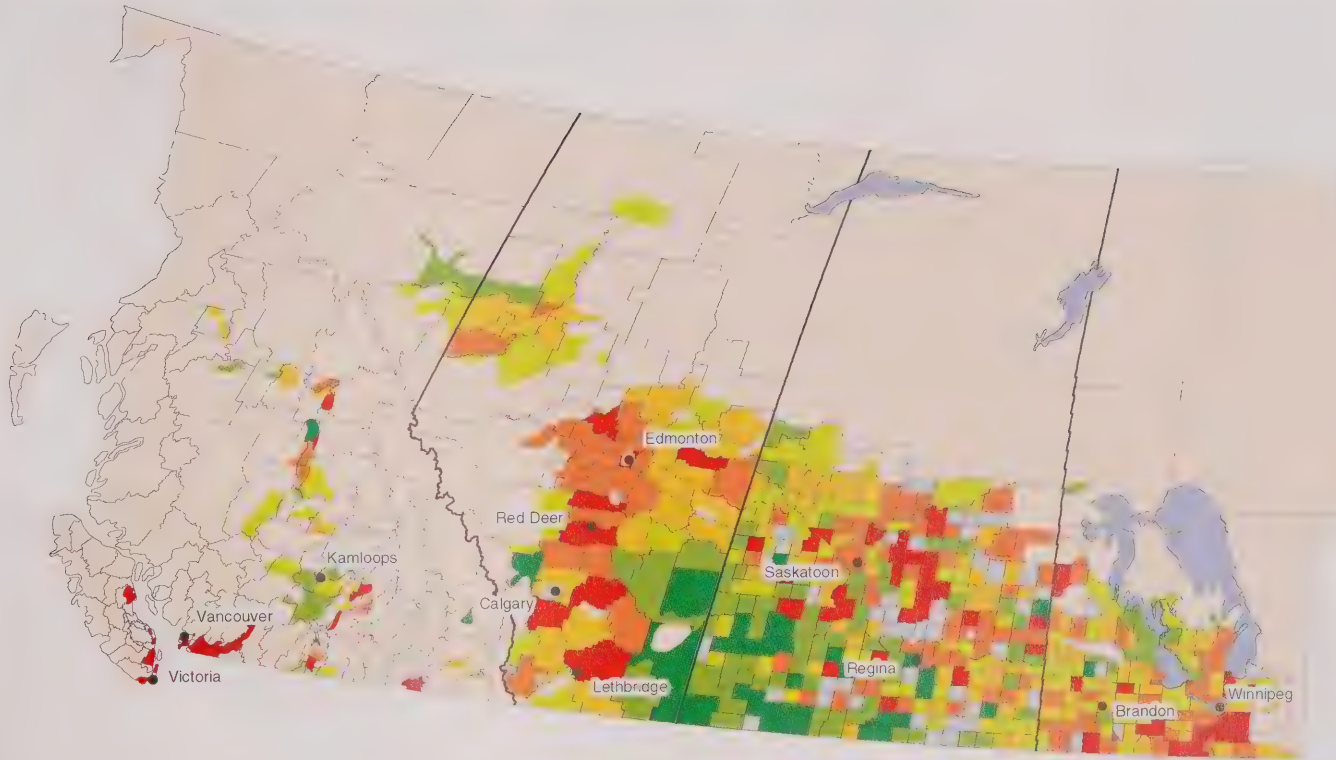 Edmonton
Red Deer
Kamloops
Saskatoon
Calgary
Vancouver
Victoria
Regina
Lethbridge
Winnipeg
Brandon